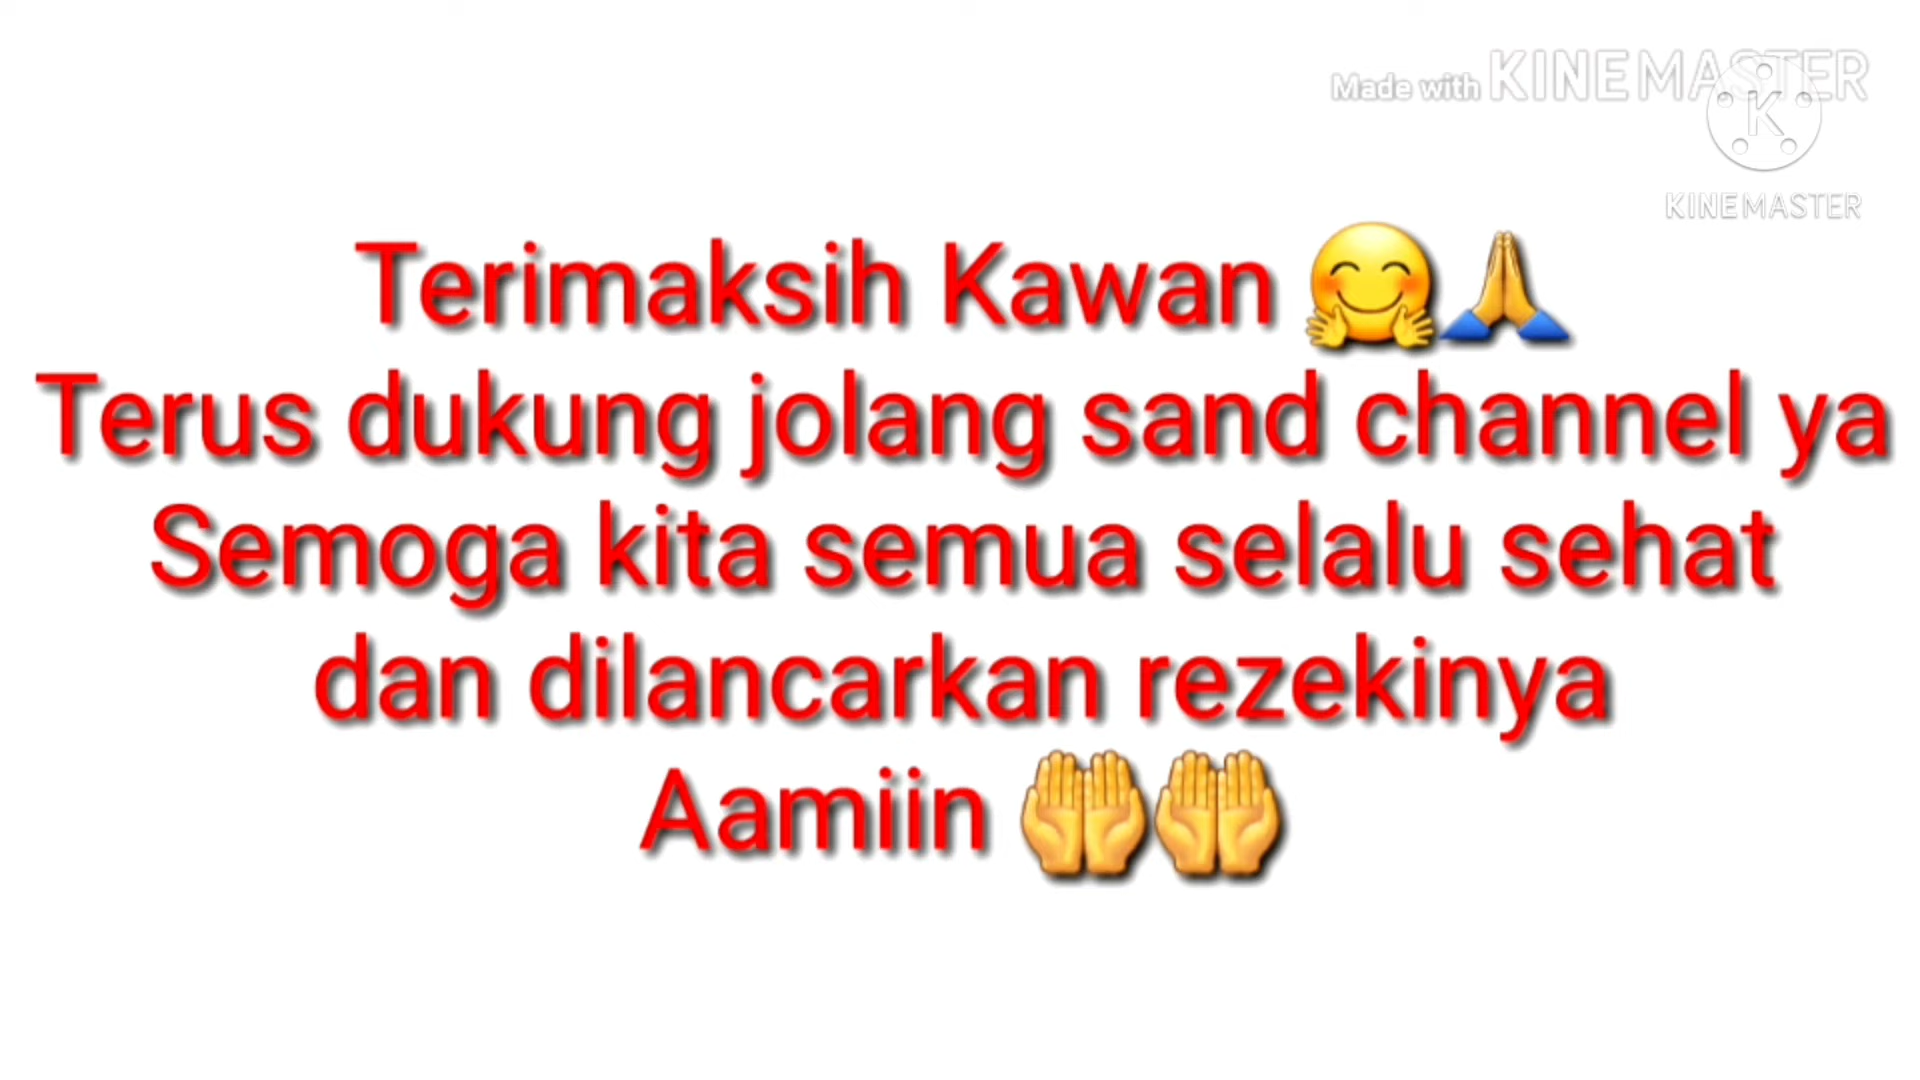 Made with KINEMASTER
K
KINEMASTER
Terimaksih Kawan 🤗🙏
Terus dukung jolang sand channel ya
Semoga kita semua selalu sehat
dan dilancarkan rezekinya
Aamiin 🤲🤲